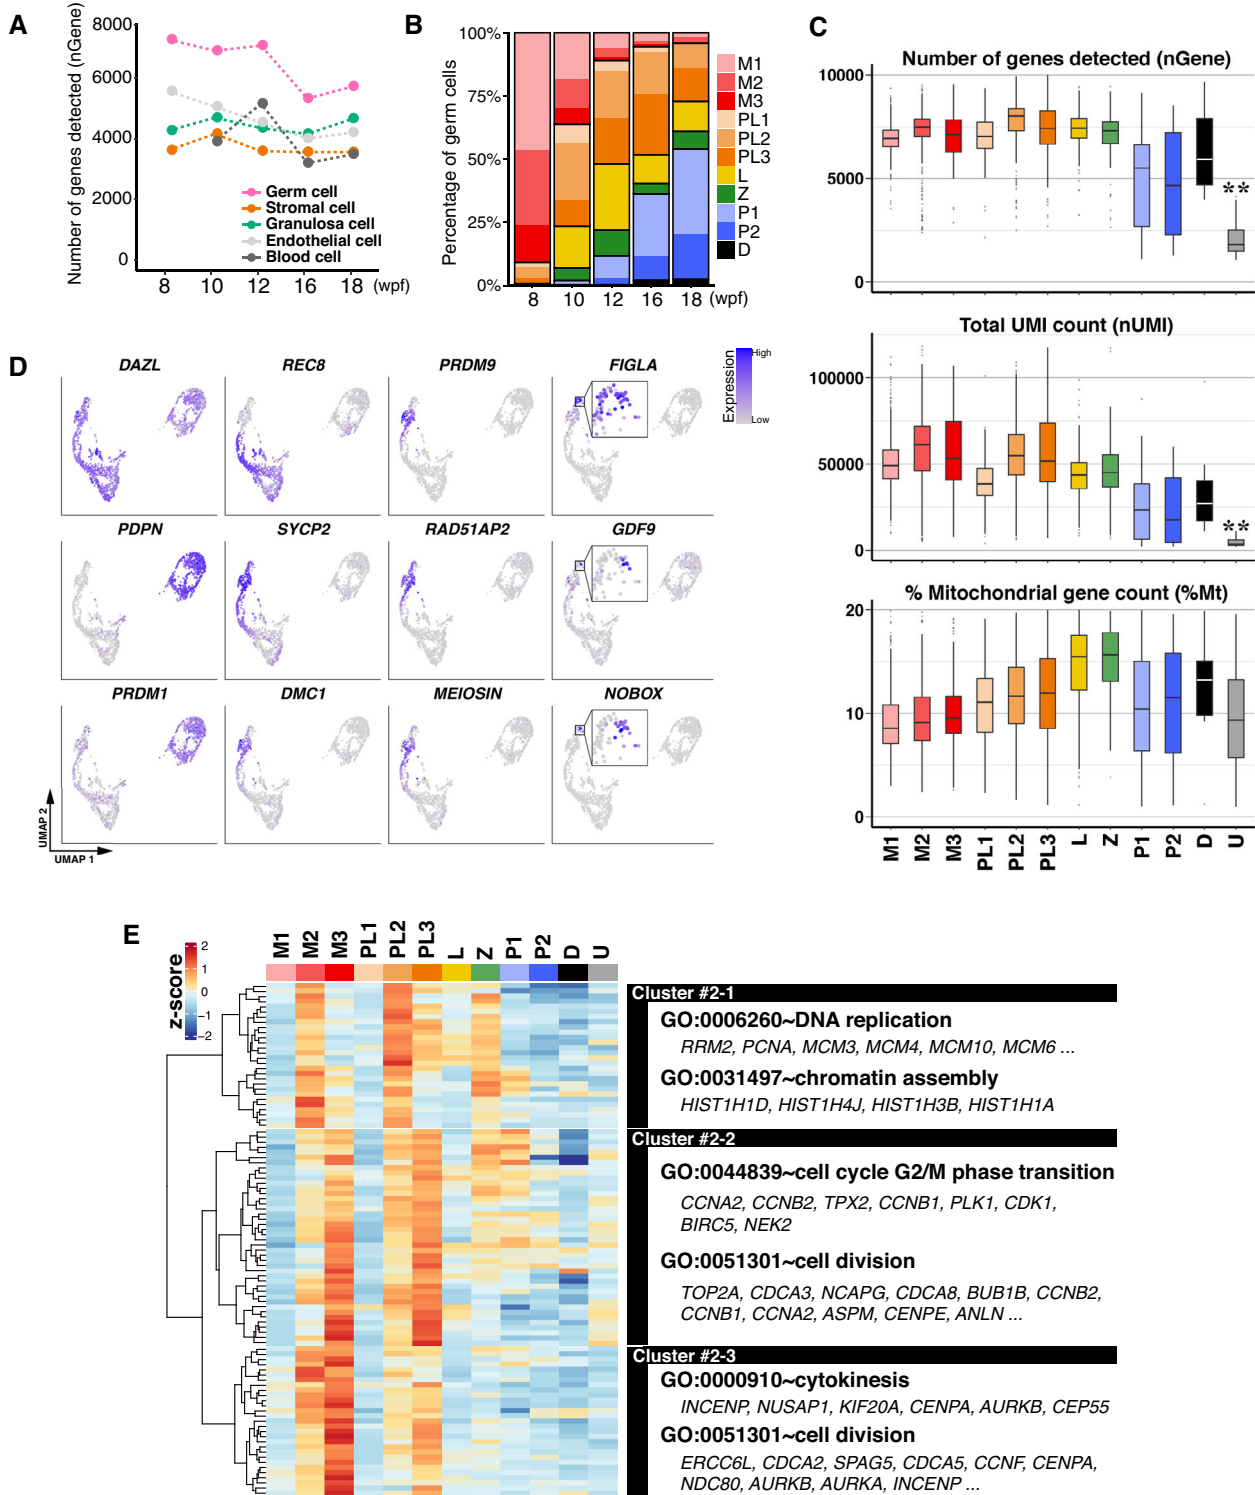 A
Number of genes detected (nGene)
8000
6000
4000
2000
0
8 10 12 16 18 (wpf)
Germ cell
Stromal cell
Granulosa cell
Endothelial cell
Blood cell
B
Percentage of germ cells
100%
75%
50%
25%
0%
8 10 12 16 18 (wpf)
M1
M2
M3
PL1
PL2
PL3
L
Z
P1
P2
D
C
Number of genes detected (nGene)
10000
5000
0
**
Total UMI count (nUMI)
100000
50000
0
**
% Mitochondrial gene count (%Mt)
20
10
0
M1 M2 M3 PL1 PL2 PL3 L Z P1 P2 D U
D
DAZL REC8 PRDM9 FIGLA
Expression
High
Low
PDPN SYCP2 RAD51AP2 GDF9
PRDM1 DMC1 MEIOSIN NOBOX
UMAP 2
UMAP 1
E
z-score
2
1
0
−1
−2
M1 M2 M3 PL1 PL2 PL3 L Z P1 P2 D U
Cluster #2-1
GO:0006260~DNA replication
RRM2, PCNA, MCM3, MCM4, MCM10, MCM6 ...
GO:0031497~chromatin assembly
HIST1H1D, HIST1H4J, HIST1H3B, HIST1H1A
Cluster #2-2
GO:0044839~cell cycle G2/M phase transition
CCNA2, CCNB2, TPX2, CCNB1, PLK1, CDK1,
BIRC5, NEK2
GO:0051301~cell division
TOP2A, CDCA3, NCAPG, CDCA8, BUB1B, CCNB2,
CCNB1, CCNA2, ASPM, CENPE, ANLN ...
Cluster #2-3
GO:0000910~cytokinesis
INCENP, NUSAP1, KIF20A, CENPA, AURKB, CEP55
GO:0051301~cell division
ERCC6L, CDCA2, SPAG5, CDCA5, CCNF, CENPA,
NDC80, AURKB, AURKA, INCENP ...